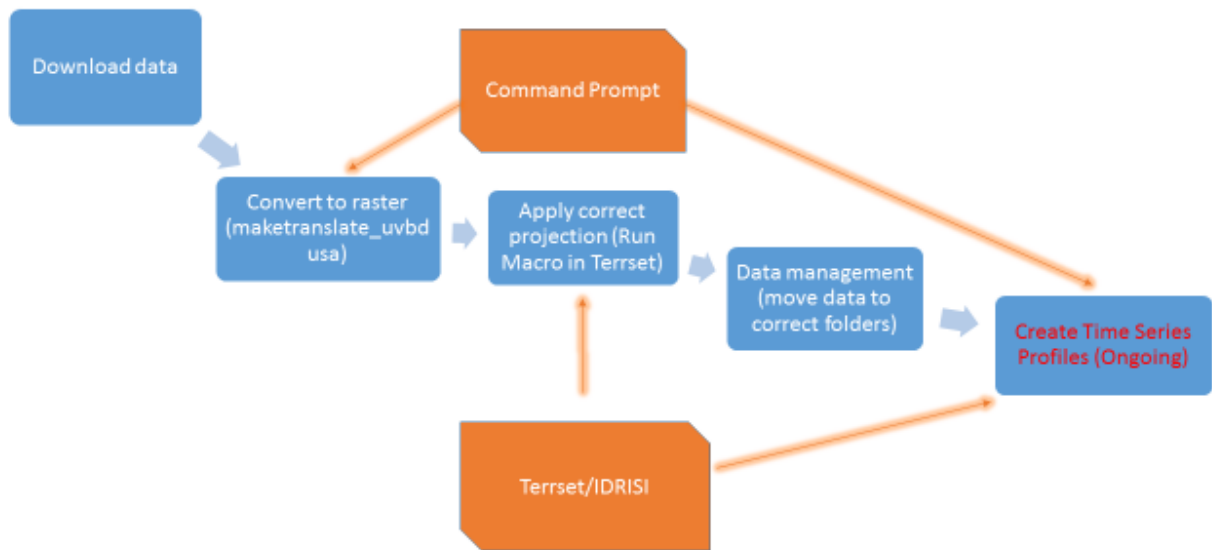 Download data
Command Prompt
Convert to raster
(maketranslate_uvbd
usa)
Apply correct
projection (Run
Macro in Terrset)
Data management
(move data to
correct folders)
Create Time Series
Profiles (Ongoing)
Terrset/IDRISI